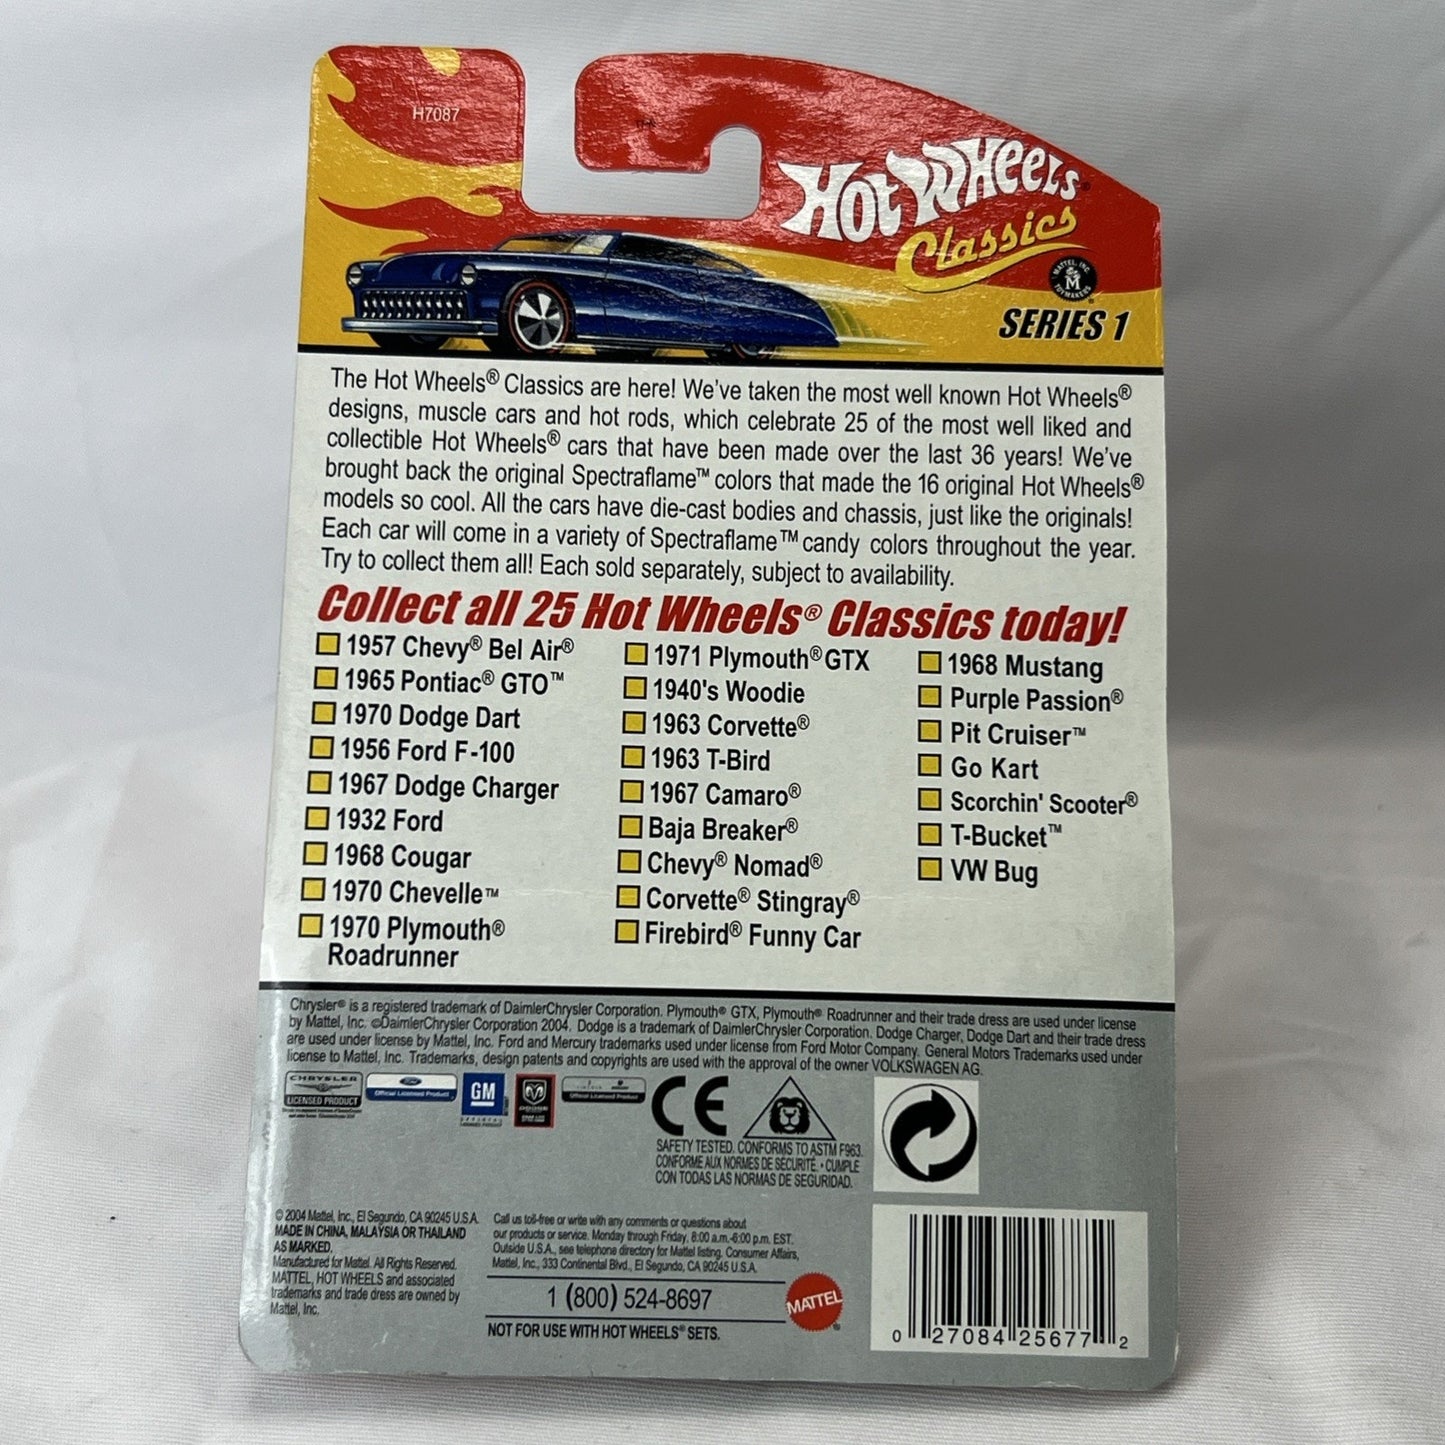 H7087
HOT WHEELS®
Classics
MATTEL, INC.
M
TOYMAKERS
SERIES 1
The Hot Wheels® Classics are here! We've taken the most well known Hot Wheels®
designs, muscle cars and hot rods, which celebrate 25 of the most well liked and
collectible Hot Wheels® cars that have been made over the last 36 years! We've
brought back the original Spectraflame™ colors that made the 16 original Hot Wheels®
models so cool. All the cars have die-cast bodies and chassis, just like the originals!
Each car will come in a variety of Spectraflame™ candy colors throughout the year.
Try to collect them all! Each sold separately, subject to availability.
Collect all 25 Hot Wheels® Classics today!
1957 Chevy® Bel Air®
1965 Pontiac® GTO™
1970 Dodge Dart
1956 Ford F-100
1967 Dodge Charger
1932 Ford
1968 Cougar
1970 Chevelle™
1970 Plymouth®
Roadrunner
1971 Plymouth® GTX
1940's Woodie
1963 Corvette®
1963 T-Bird
1967 Camaro®
Baja Breaker®
Chevy® Nomad®
Corvette® Stingray®
Firebird® Funny Car
1968 Mustang
Purple Passion®
Pit Cruiser™
Go Kart
Scorchin' Scooter®
T-Bucket™
VW Bug
Chrysler® is a registered trademark of DaimlerChrysler Corporation. Plymouth® GTX, Plymouth® Roadrunner and their trade dress are used under license
by Mattel, Inc. ©DaimlerChrysler Corporation 2004. Dodge is a trademark of DaimlerChrysler Corporation. Dodge Charger, Dodge Dart and their trade dress
are used under license by Mattel, Inc. Ford and Mercury trademarks used under license from Ford Motor Company. General Motors Trademarks used under
license to Mattel, Inc. Trademarks, design patents and copyrights are used with the approval of the owner VOLKSWAGEN AG.
CHRYSLER
LICENSED PRODUCT
Ford
Official Licensed Product
GM
OFFICIAL
LICENSED PRODUCT
DODGE
Official Licensed Product
CE
SAFETY TESTED. CONFORMS TO ASTM F963.
CONFORME AUX NORMES DE SÉCURITÉ. • CUMPLE
CON TODAS LAS NORMAS DE SEGURIDAD.
© 2004 Mattel, Inc., El Segundo, CA 90245 U.S.A.
MADE IN CHINA, MALAYSIA OR THAILAND
AS MARKED.
Manufactured for Mattel. All Rights Reserved.
MATTEL, HOT WHEELS and associated
trademarks and trade dress are owned by
Mattel, Inc.
Call us toll-free or write with any comments or questions about
our products or service. Monday through Friday, 8:00 a.m.-6:00 p.m. EST.
Outside U.S.A., see telephone directory for Mattel listing. Consumer Affairs,
Mattel, Inc., 333 Continental Blvd., El Segundo, CA 90245 U.S.A.
1 (800) 524-8697
NOT FOR USE WITH HOT WHEELS® SETS.
MATTEL
0 27084 25677 2